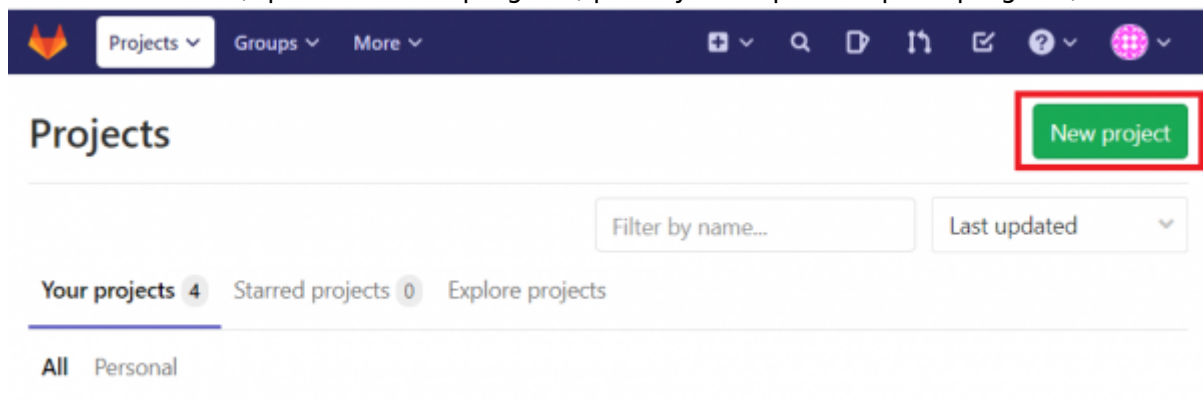 Projects Groups More
Projects
New project
Filter by name...
Last updated
Your projects 4 Starred projects 0 Explore projects
All Personal